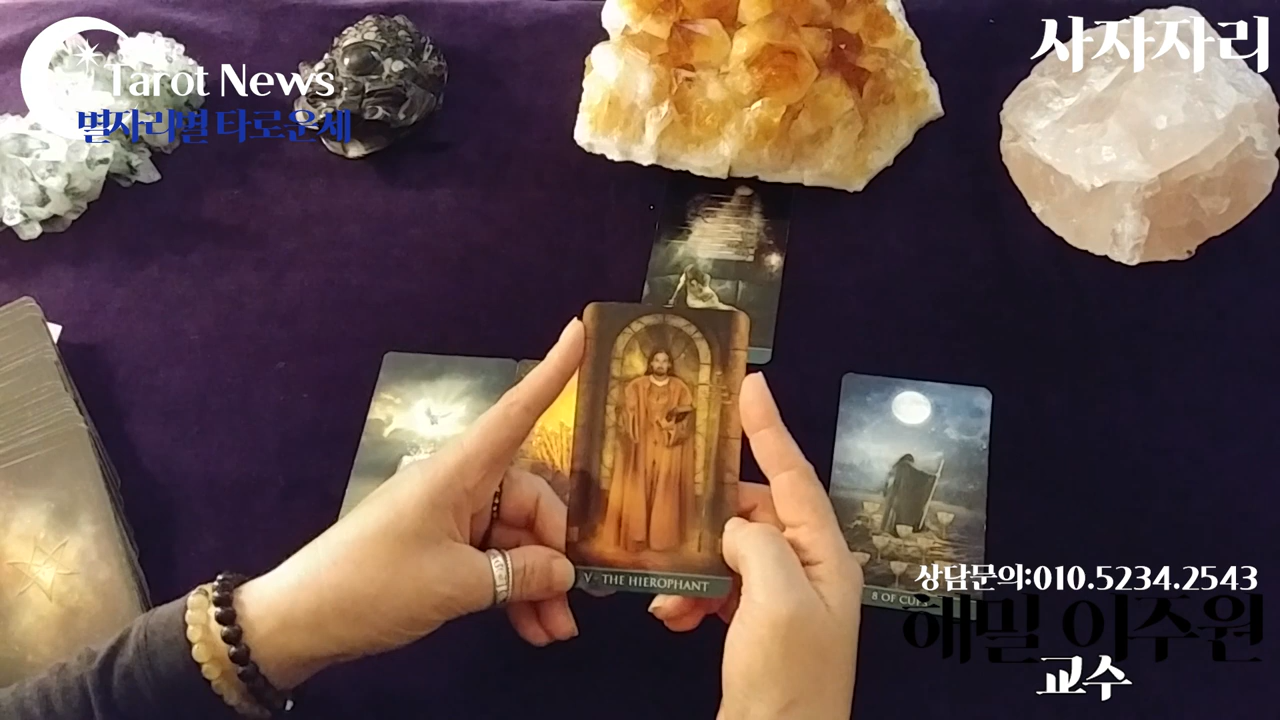 Tarot News
별자리별 타로운세
사자자리
V - THE HIEROPHANT
8 OF CUPS
상담문의:010.5234.2543
해밀 이주원
교수